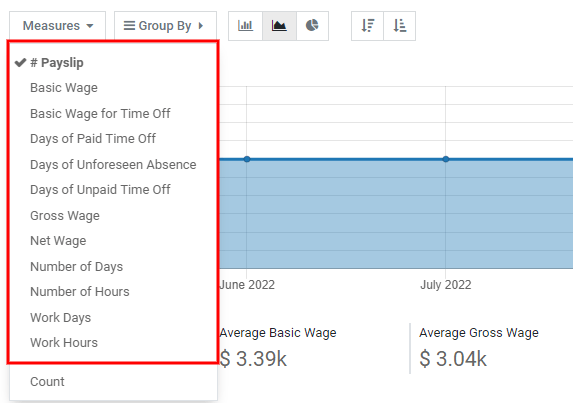 Measures
Group By
# Payslip
Basic Wage
Basic Wage for Time Off
Days of Paid Time Off
Days of Unforeseen Absence
Days of Unpaid Time Off
Gross Wage
Net Wage
Number of Days
Number of Hours
Work Days
Work Hours
Count
June 2022
July 2022
Average Basic Wage
$ 3.39k
Average Gross Wage
$ 3.04k